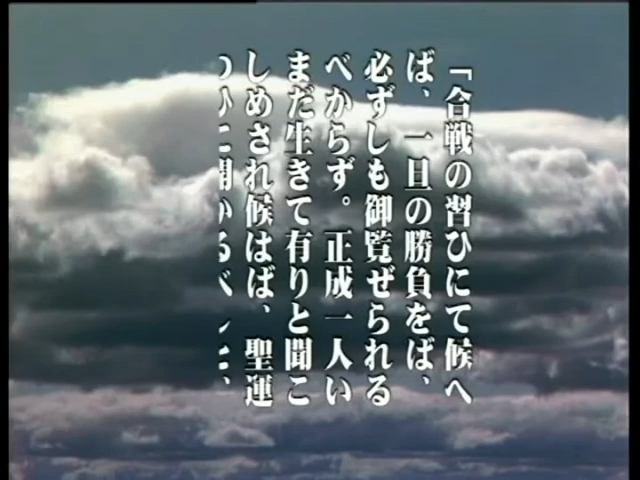 「合戦の習ひにて候へ
ば、一旦の勝負をば、
必ずしも御覧ぜられる
べからず。正成一人い
まだ生きて有りと聞こ
しめされ候はば、聖運